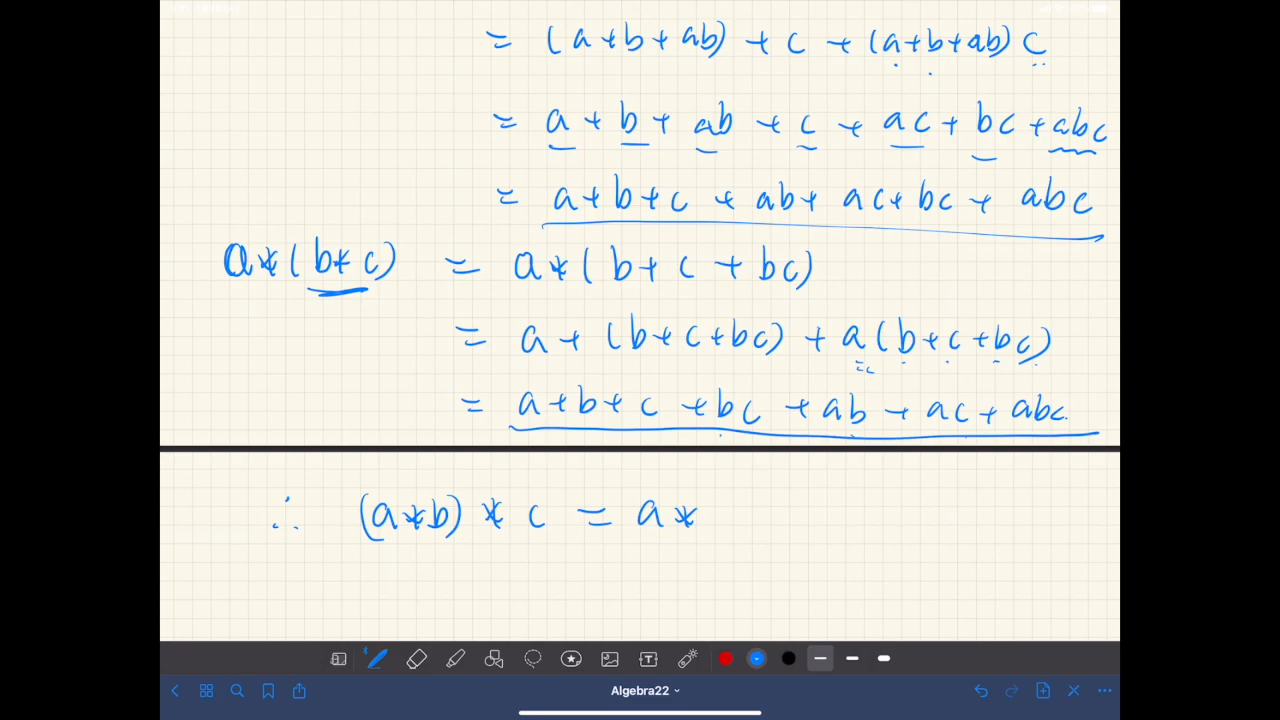 = (a+b+ab) + c + (a+b+ab) c
= a + b + ab + c + ac + bc + abc
= a+b+c + ab+ ac+ bc + abc
a*(b*c) = a*(b+c+bc)
= a + (b+c+bc) + a(b+c+bc)
= a+b+c +bc +ab +ac+ abc
∴ (a*b) * c = a*
Algebra22